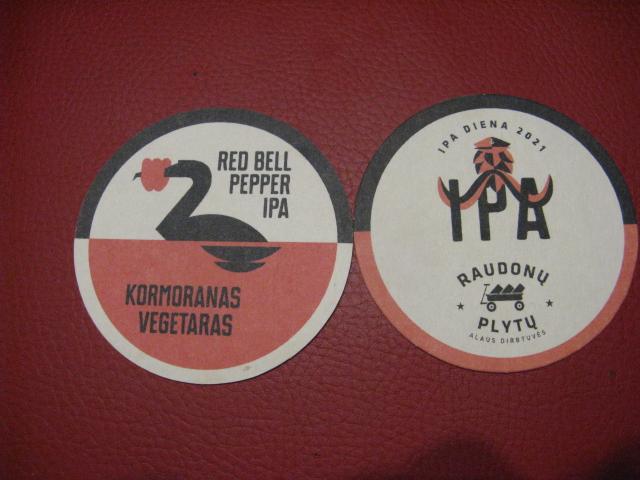 RED BELL
PEPPER
IPA
KORMORANAS
VEGETARAS
IPA DIENA 2021
IPA
RAUDONŲ
PLYTŲ
ALAUS DIRBTUVĖS